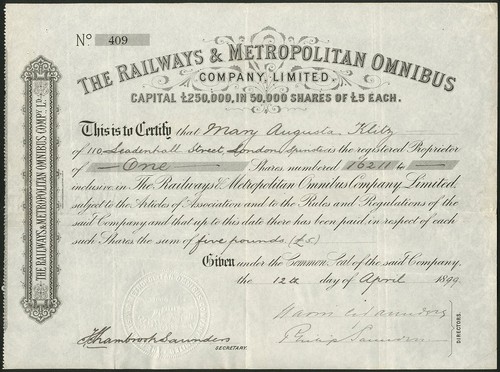 No. 409
THE RAILWAYS & METROPOLITAN OMNIBUS
COMPANY, LIMITED.
CAPITAL £250,000, IN 50,000 SHARES OF £5 EACH.
This is to Certify that Mary Augusta Klitz
of 110 Leadenhall Street, London is the registered Proprietor
of One Shares numbered 16211
inclusive in The Railways & Metropolitan Omnibus Company, Limited.
subject to the Articles of Association and to the Rules and Regulations of the
said Company and that up to this date there has been paid, in respect of each
such Shares the sum of five pounds (£5)
Given under the Common Seal of the said Company,
the 12th day of April 1899
Shambrook Saunders
SECRETARY.
Philip
DIRECTORS.
THE RAILWAYS & METROPOLITAN OMNIBUS COMPY. LD.